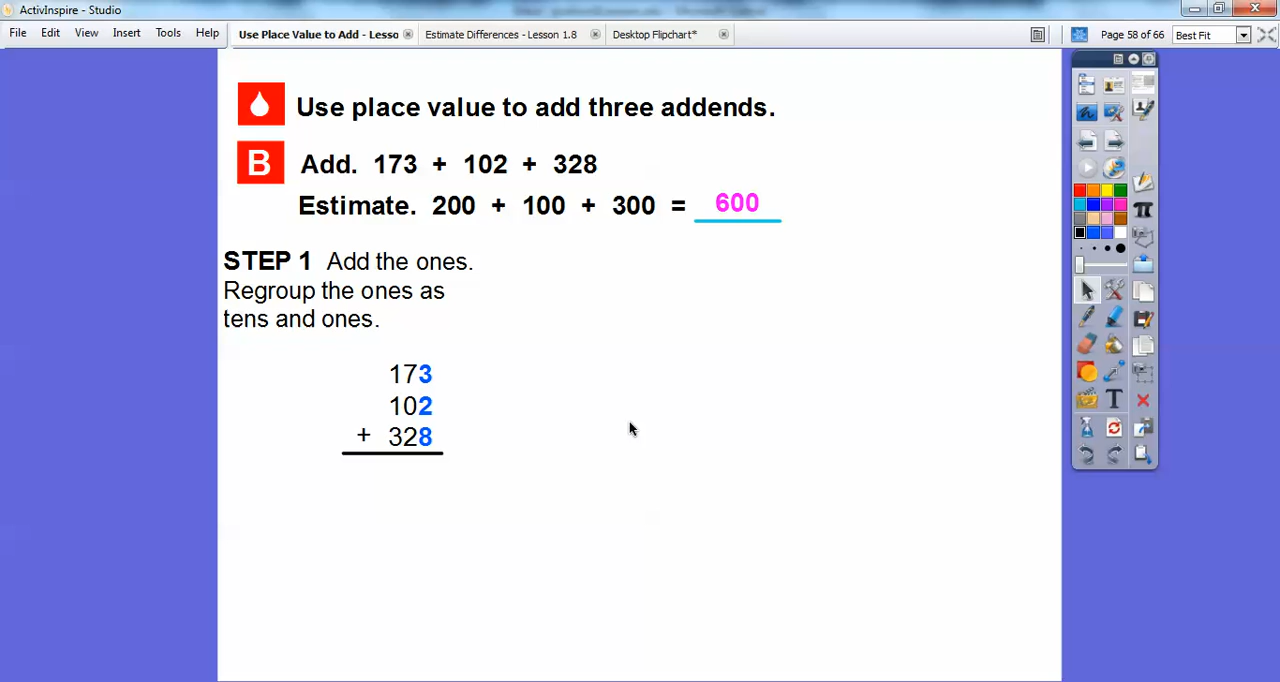 ActivInspire - Studio
File Edit View Insert Tools Help
Use Place Value to Add - Lesso Estimate Differences - Lesson 1.8 Desktop Flipchart*
Page 58 of 66 Best Fit
Use place value to add three addends.
B Add. 173 + 102 + 328
Estimate. 200 + 100 + 300 = 600
STEP 1 Add the ones.
Regroup the ones as
tens and ones.
173
102
+ 328